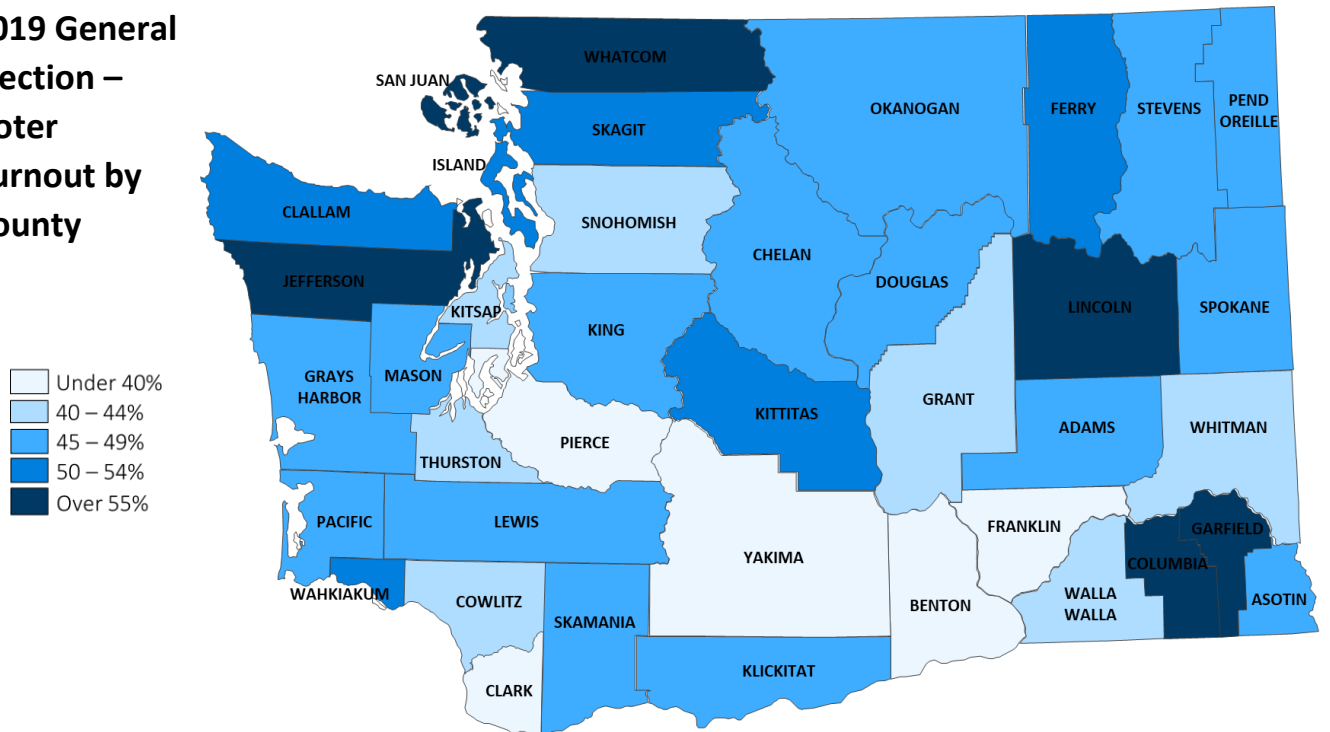 019 General
ection –
oter
urnout by
ounty
WHATCOM
SAN JUAN
SKAGIT
ISLAND
OKANOGAN
FERRY
STEVENS
PEND
OREILLE
CLALLAM
SNOHOMISH
CHELAN
DOUGLAS
JEFFERSON
KITSAP
KING
LINCOLN
SPOKANE
GRAYS
HARBOR
MASON
KITTITAS
GRANT
ADAMS
WHITMAN
PIERCE
THURSTON
Under 40%
40 – 44%
45 – 49%
50 – 54%
Over 55%
PACIFIC
LEWIS
YAKIMA
FRANKLIN
GARFIELD
COLUMBIA
WAHKIAKUM
COWLITZ
SKAMANIA
BENTON
WALLA
WALLA
ASOTIN
CLARK
KLICKITAT